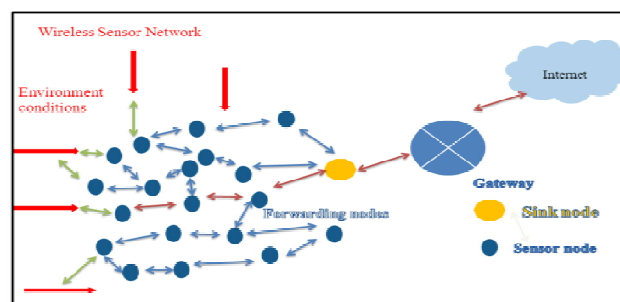 Wireless Sensor Network
Internet
Environment
conditions
Gateway
Forwarding nodes
Sink node
Sensor node